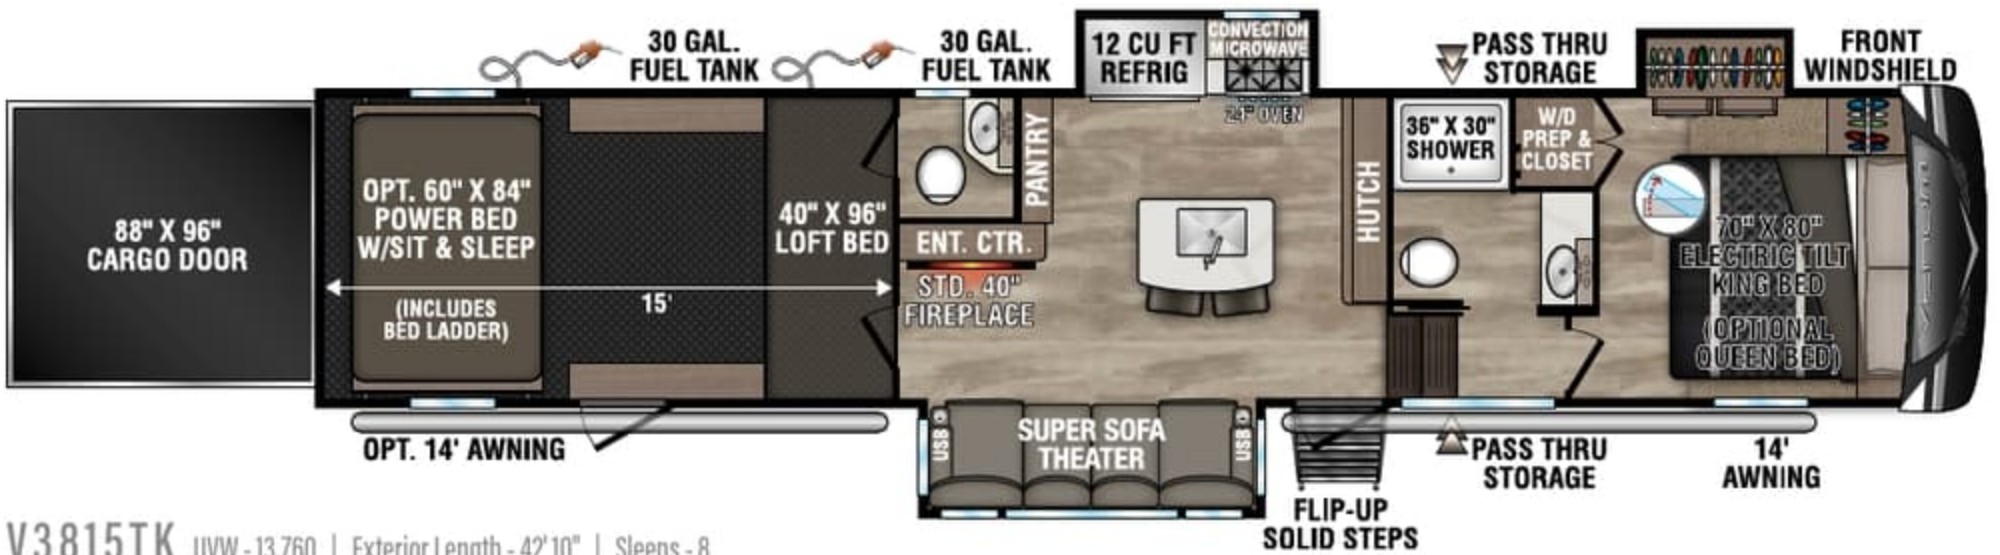 30 GAL.
FUEL TANK
30 GAL.
FUEL TANK
12 CU FT
REFRIG
CONVECTION
MICROWAVE
24" OVEN
PASS THRU
STORAGE
FRONT
WINDSHIELD
88" X 96"
CARGO DOOR
OPT. 60" X 84"
POWER BED
W/SIT & SLEEP
(INCLUDES
BED LADDER)
15'
40" X 96"
LOFT BED
PANTRY
ENT. CTR.
STD. 40"
FIREPLACE
HUTCH
36" X 30"
SHOWER
W/D
PREP &
CLOSET
70" X 80"
ELECTRIC TILT
KING BED
(OPTIONAL
QUEEN BED)
OPT. 14' AWNING
USB
SUPER SOFA
THEATER
USB
FLIP-UP
SOLID STEPS
PASS THRU
STORAGE
14'
AWNING
V3815TK UVW - 13,760 | Exterior Length - 42' 10" | Sleeps - 8